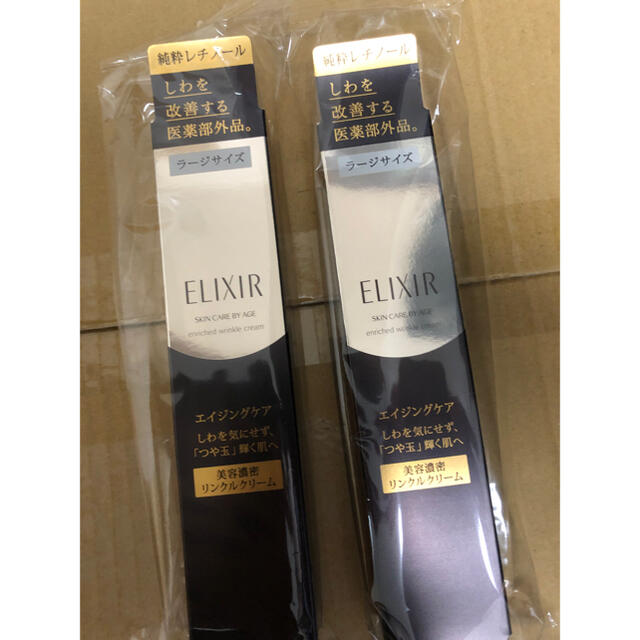 純粋レチノール
しわを
改善する
医薬部外品。
ラージサイズ
ELIXIR
SKIN CARE BY AGE
enriched wrinkle cream
エイジングケア
しわを気にせず、
「つや玉」輝く肌へ
美容濃密
リンクルクリーム
純粋レチノール
しわを
改善する
医薬部外品。
ラージサイズ
ELIXIR
SKIN CARE BY AGE
enriched wrinkle cream
エイジングケア
しわを気にせず、
「つや玉」輝く肌へ
美容濃密
リンクルクリーム